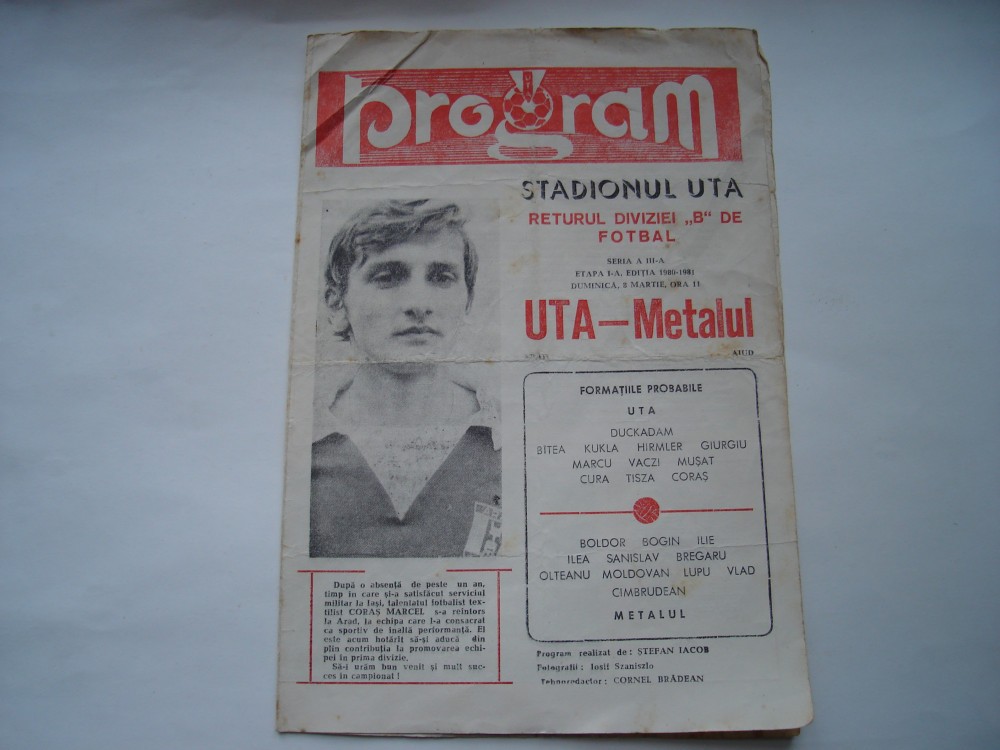 program
UTA
STADIONUL UTA
RETURUL DIVIZIEI „B" DE
FOTBAL
SERIA A III-A
ETAPA I-A, EDIȚIA 1980-1981
DUMINICĂ, 8 MARTIE, ORA 11
UTA — Metalul
AIUD
FORMAȚIILE PROBABILE
UTA
DUCKADAM
BÎTEA KUKLA HIRMLER GIURGIU
MARCU VACZI MUȘAT
CURA TISZA CORAȘ
BOLDOR BOGIN ILIE
ILEA SANISLAV BREGARU
OLTEANU MOLDOVAN LUPU VLAD
CIMBRUDEAN
METALUL
După o absență de peste un an,
timp în care și-a satisfăcut serviciul
militar la Iași, talentatul fotbalist tex-
tilist CORAȘ MARCEL s-a reîntors
la Arad, la echipa care l-a consacrat
ca sportiv de înaltă performanță. El
este acum hotărît să-și aducă din
plin contribuția la promovarea echi-
pei în prima divizie.
Să-i urăm bun venit și mult suc-
ces în campionat !
Program realizat de : ȘTEFAN IACOB
Fotografii : Iosif Szaniszlo
Tehnoredactor : CORNEL BRĂDEAN